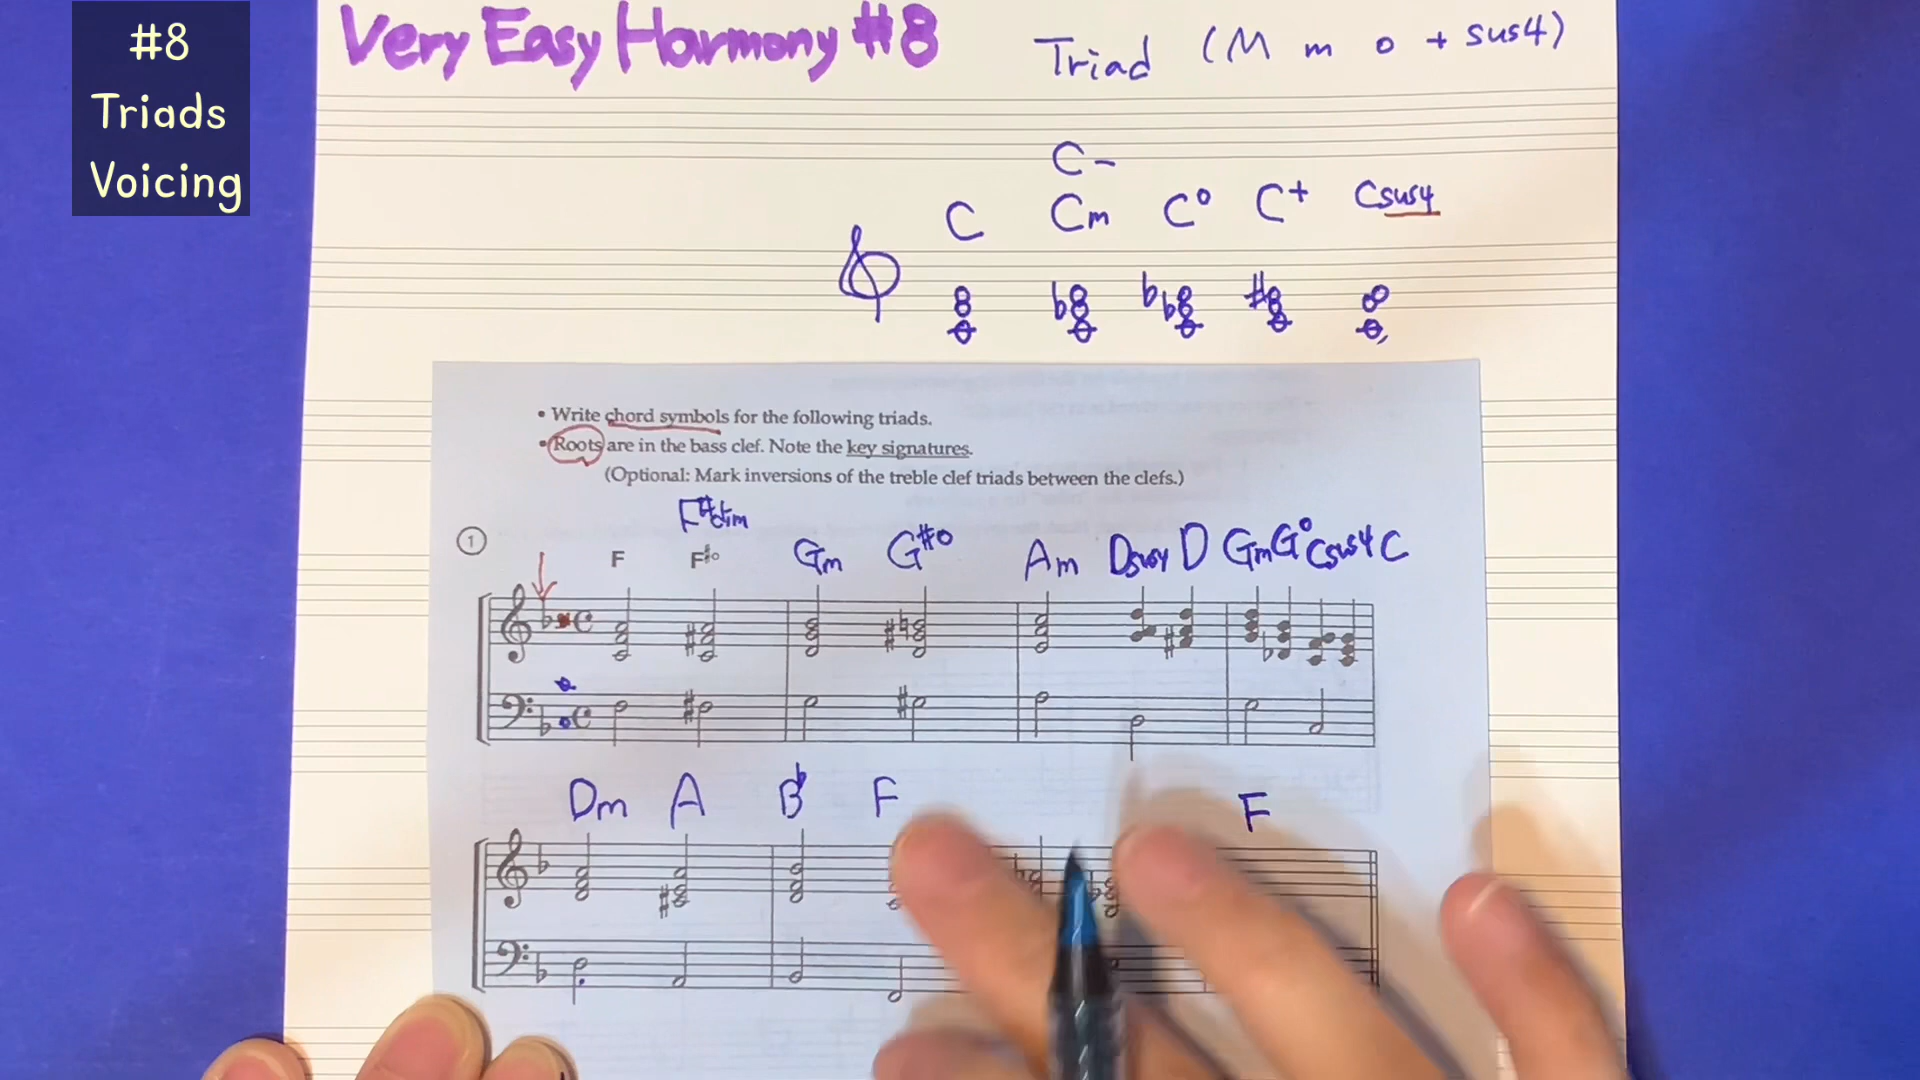 #8
Triads
Voicing
Very Easy Harmony #8
Triad (M m o + sus4)
C-
C Cm C° C+ Csus4
• Write chord symbols for the following triads.
• Roots are in the bass clef. Note the key signatures.
(Optional: Mark inversions of the treble clef triads between the clefs.)
F#dim
1 F F#° Gm G#° Am Dsus4 D Gm G° Csus4 C
Dm A B♭ F F